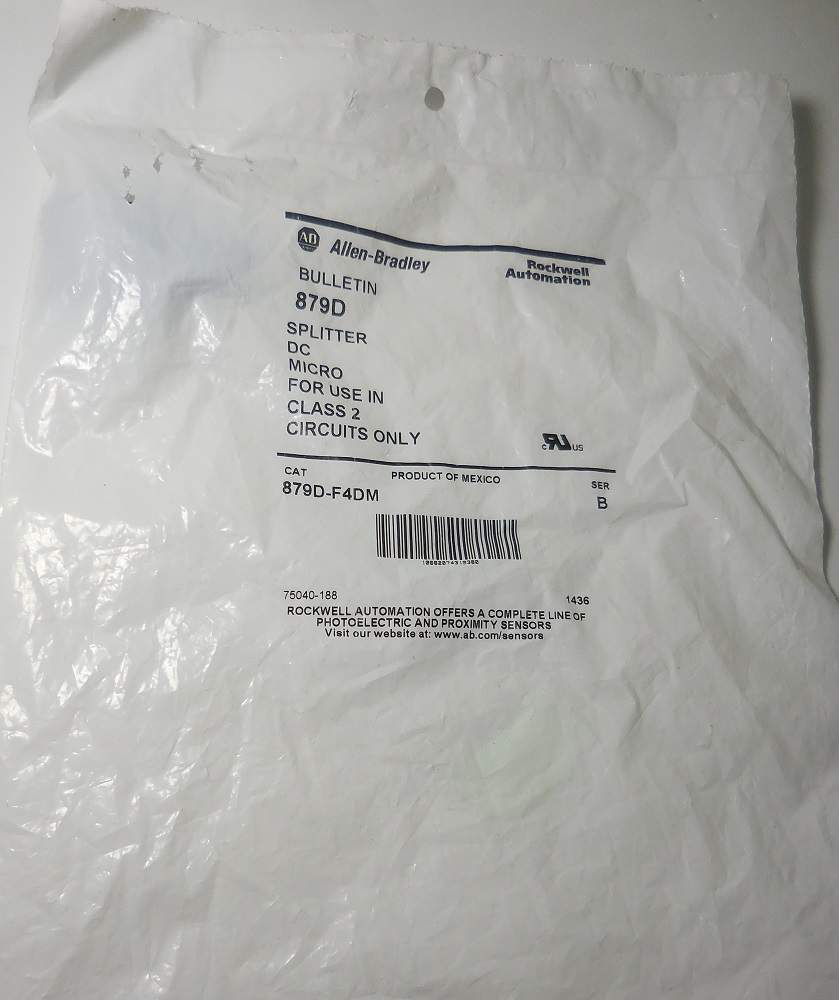 AB Allen-Bradley
Rockwell
Automation
BULLETIN
879D
SPLITTER
DC
MICRO
FOR USE IN
CLASS 2
CIRCUITS ONLY
c RU US
CAT
PRODUCT OF MEXICO
SER
879D-F4DM
B
75040-188
1436
ROCKWELL AUTOMATION OFFERS A COMPLETE LINE OF
PHOTOELECTRIC AND PROXIMITY SENSORS
Visit our website at: www.ab.com/sensors